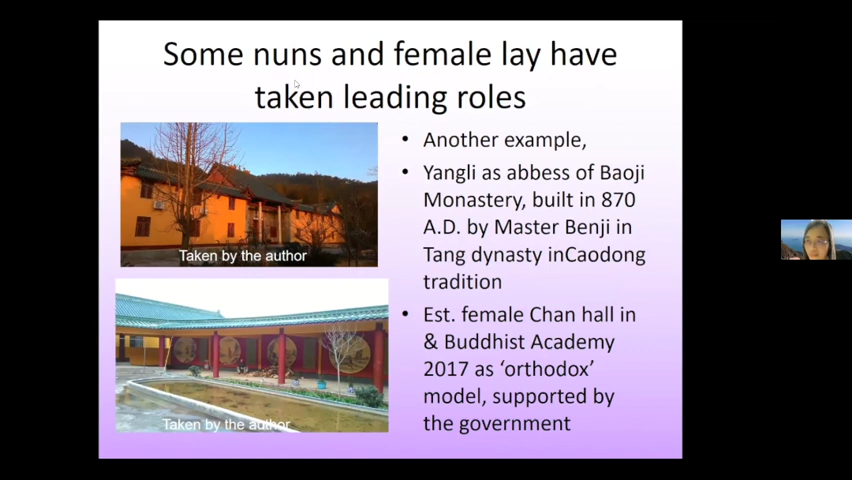 Some nuns and female lay have
taken leading roles
Taken by the author
Taken by the author
• Another example,
• Yangli as abbess of Baoji
Monastery, built in 870
A.D. by Master Benji in
Tang dynasty inCaodong
tradition
• Est. female Chan hall in
& Buddhist Academy
2017 as ‘orthodox’
model, supported by
the government